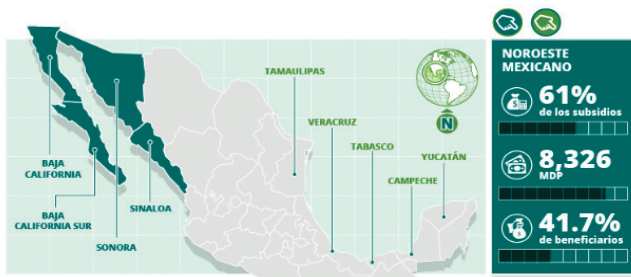 TAMAULIPAS
VERACRUZ
TABASCO
YUCATÁN
CAMPECHE
N
BAJA
CALIFORNIA
BAJA
CALIFORNIA SUR
SONORA
SINALOA
NOROESTE
MEXICANO
61%
de los subsidios
8,326
MDP
41.7%
de beneficiarios